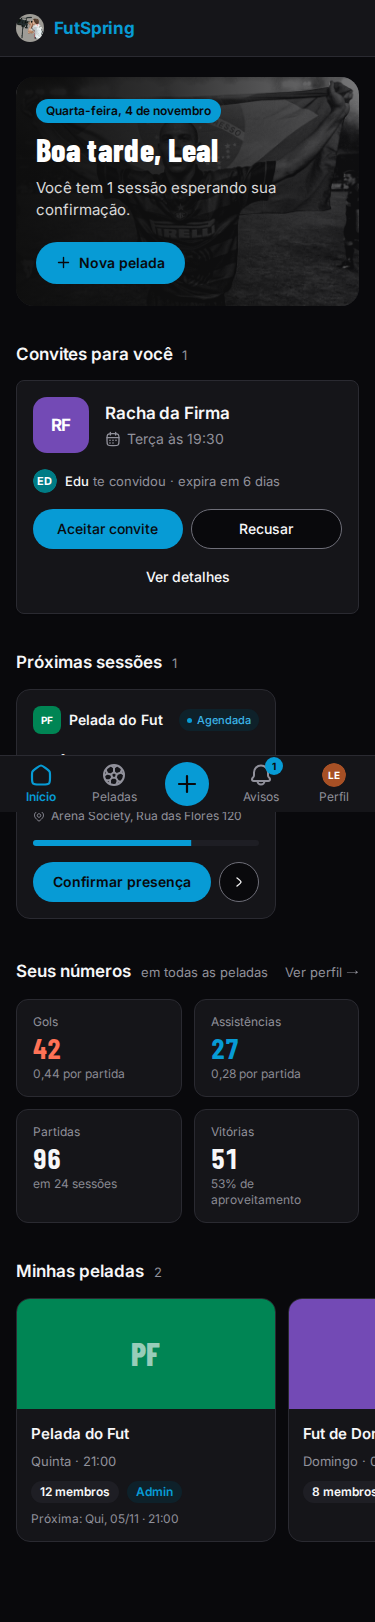 FutSpring
Quarta-feira, 4 de novembro
Boa tarde, Leal
Você tem 1 sessão esperando sua
confirmação.
+ Nova pelada
Convites para você 1
RF
Racha da Firma
Terça às 19:30
ED Edu te convidou · expira em 6 dias
Aceitar convite
Recusar
Ver detalhes
Próximas sessões 1
PF Pelada do Fut
Agendada
Início
Peladas
1
Avisos
LE
Perfil
Arena Society, Rua das Flores 120
Confirmar presença
Seus números em todas as peladas Ver perfil →
Gols
42
0,44 por partida
Assistências
27
0,28 por partida
Partidas
96
em 24 sessões
Vitórias
51
53% de
aproveitamento
Minhas peladas 2
PF
Pelada do Fut
Quinta · 21:00
12 membros
Admin
Próxima: Qui, 05/11 · 21:00
Fut de
Domingo ·
8 membros